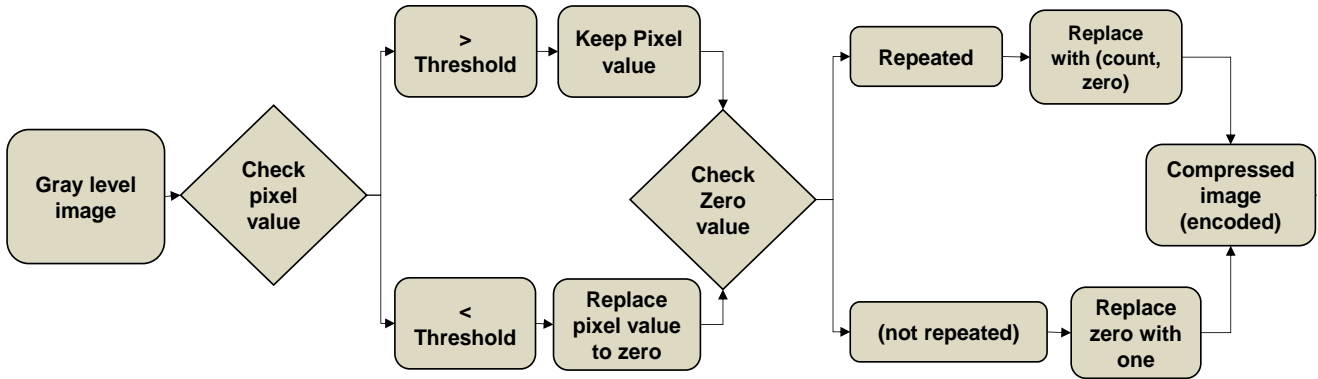 Gray level
image
Check
pixel
value
>
Threshold
Keep Pixel
value
<
Threshold
Replace
pixel value
to zero
Check
Zero
value
Repeated
Replace
with (count,
zero)
(not repeated)
Replace
zero with
one
Compressed
image
(encoded)